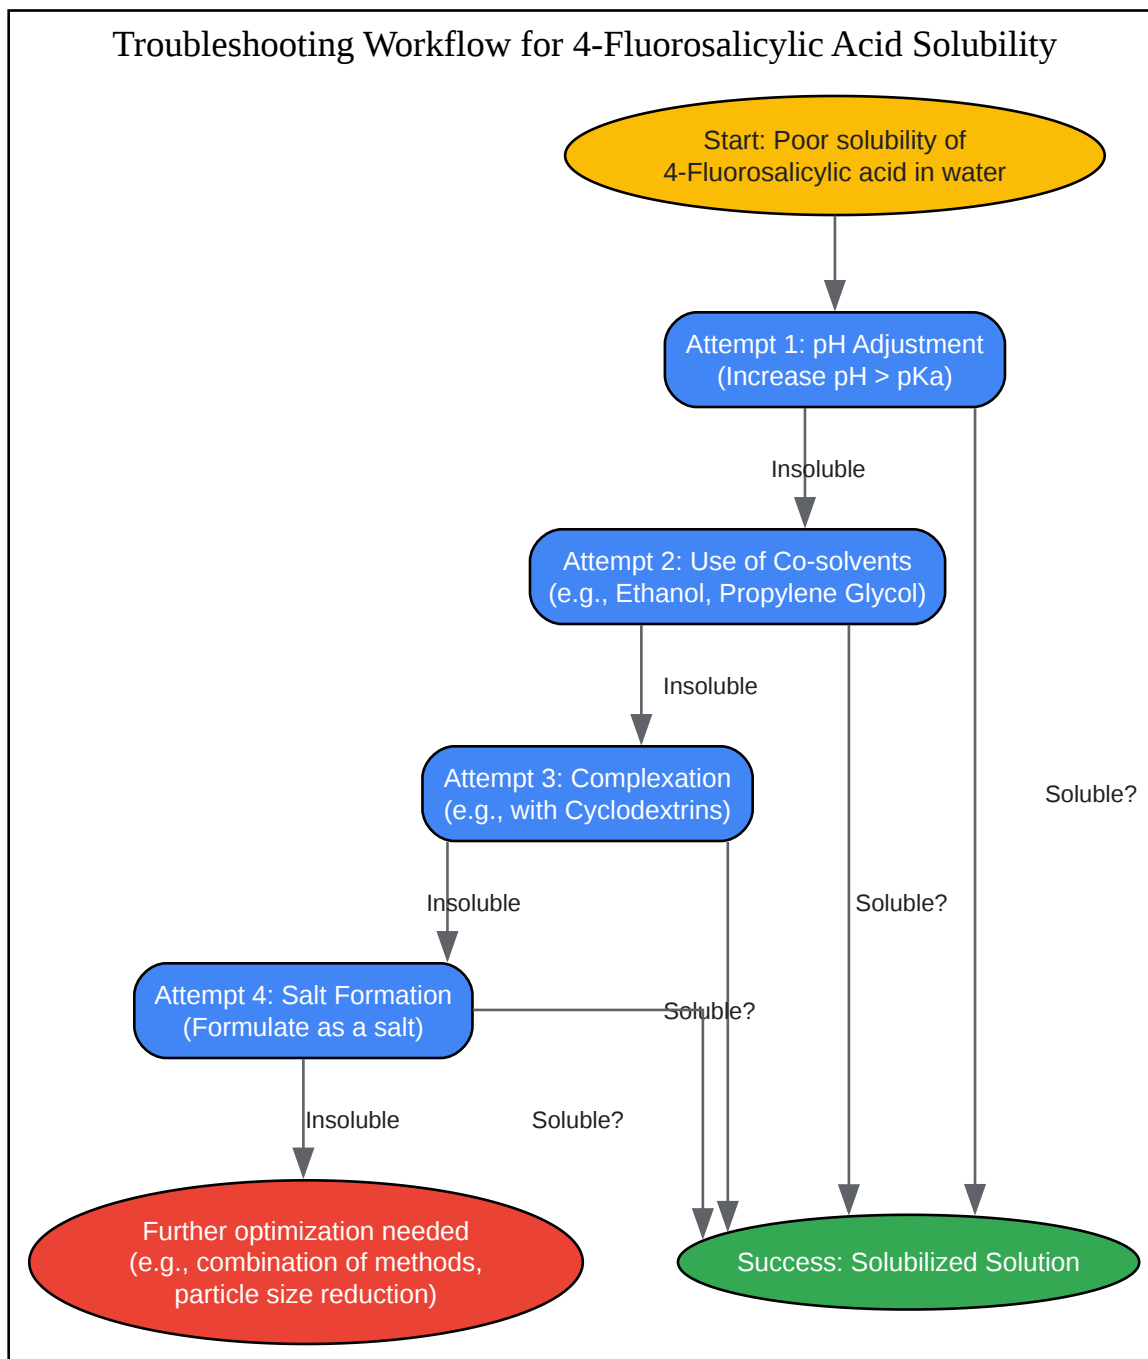 Troubleshooting Workflow for 4-Fluorosalicylic Acid Solubility
Start: Poor solubility of
4-Fluorosalicylic acid in water
Attempt 1: pH Adjustment
(Increase pH > pKa)
Insoluble
Attempt 2: Use of Co-solvents
(e.g., Ethanol, Propylene Glycol)
Insoluble
Attempt 3: Complexation
(e.g., with Cyclodextrins)
Soluble?
Insoluble
Soluble?
Attempt 4: Salt Formation
(Formulate as a salt)
Soluble?
Insoluble
Soluble?
Further optimization needed
(e.g., combination of methods,
particle size reduction)
Success: Solubilized Solution